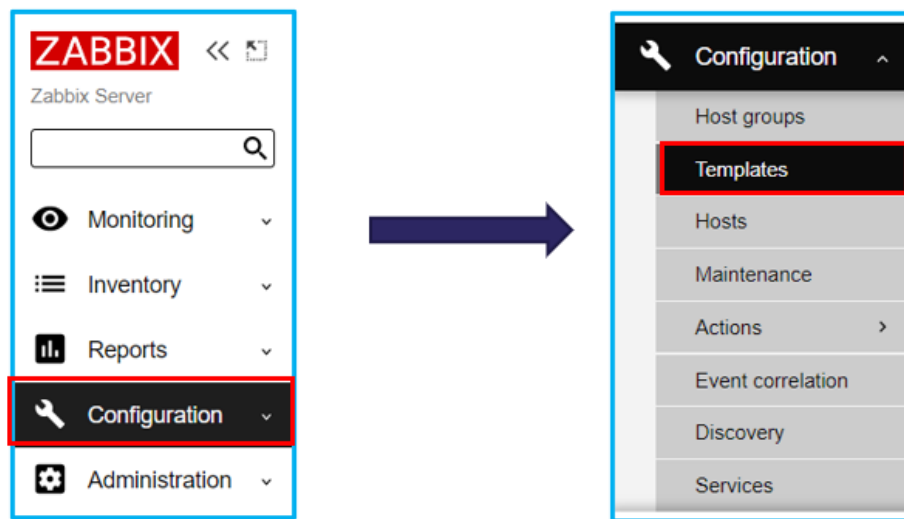 ZABBIX
Zabbix Server
Monitoring
Inventory
Reports
Configuration
Administration
Configuration
Host groups
Templates
Hosts
Maintenance
Actions
Event correlation
Discovery
Services